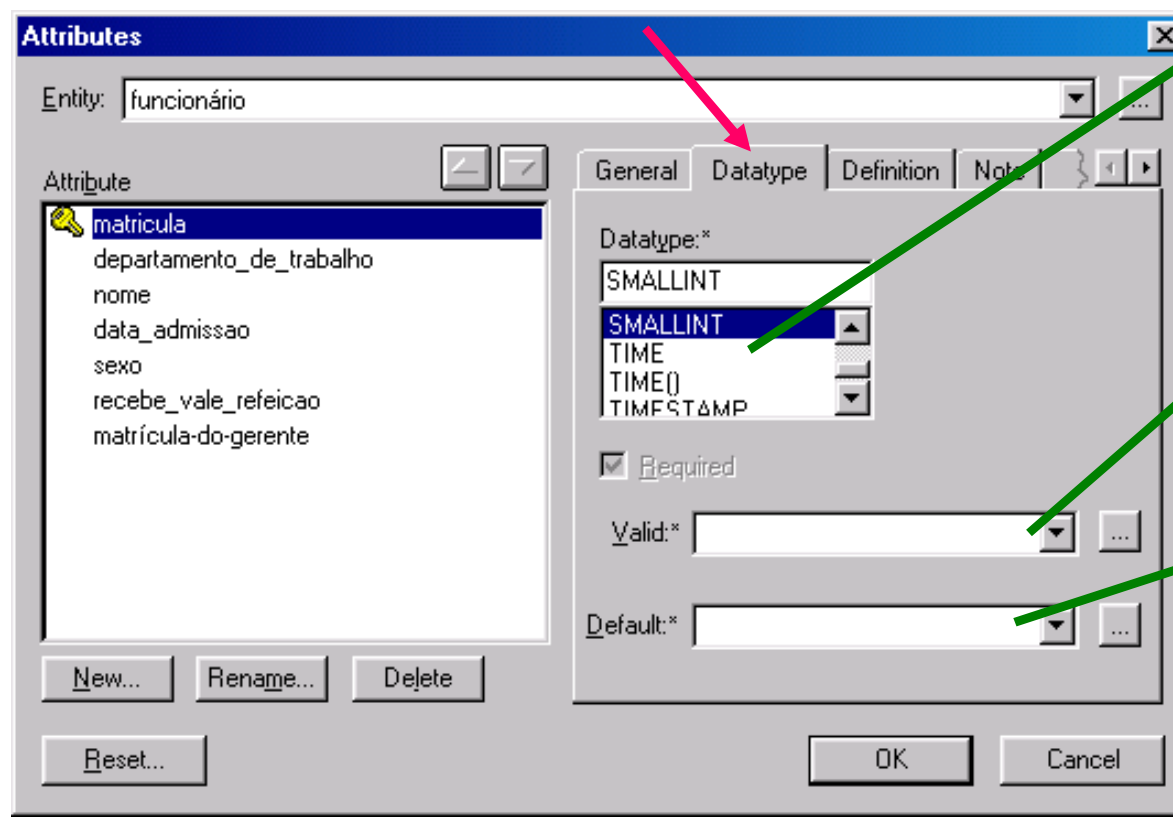 Attributes
Entity: funcionário
...
Attribute
matricula
departamento_de_trabalho
nome
data_admissao
sexo
recebe_vale_refeicao
matrícula-do-gerente
New... Rename... Delete
Reset...
General Datatype Definition Note
Datatype:*
SMALLINT
SMALLINT
TIME
TIME()
TIMESTAMP
Required
Valid:*
...
Default:*
...
OK Cancel